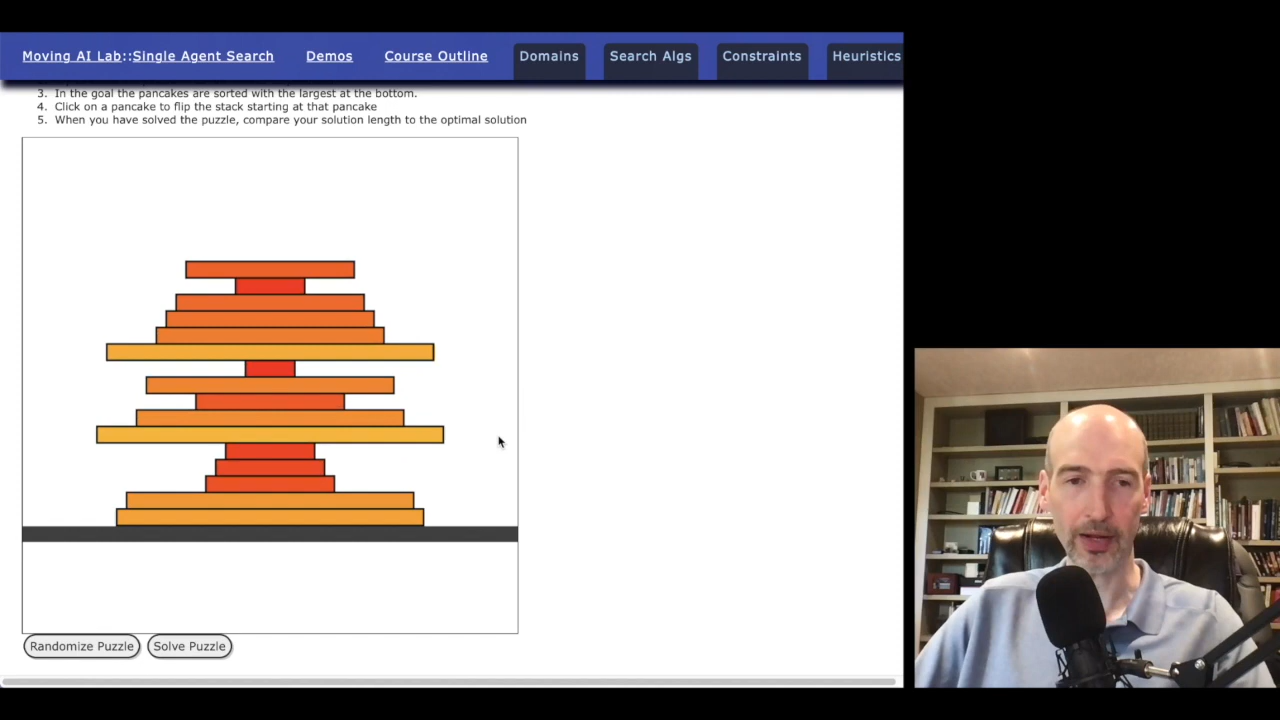 Moving AI Lab::Single Agent Search Demos Course Outline Domains Search Algs Constraints Heuristics
3. In the goal the pancakes are sorted with the largest at the bottom.
4. Click on a pancake to flip the stack starting at that pancake
5. When you have solved the puzzle, compare your solution length to the optimal solution
Randomize Puzzle Solve Puzzle